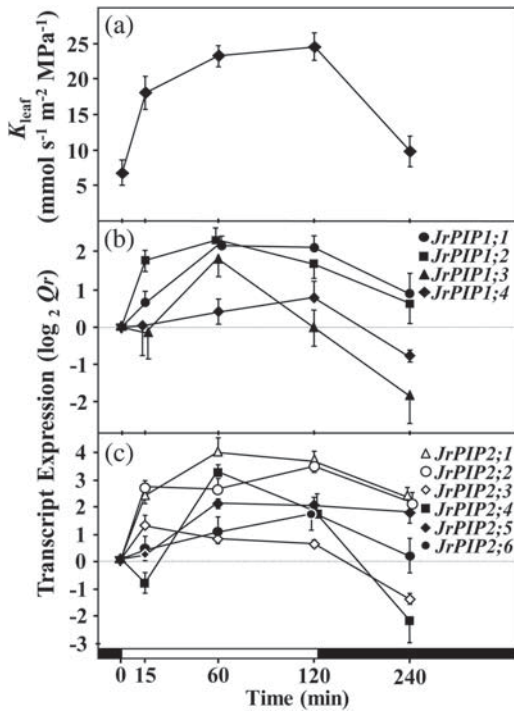 (a)
25
20
15
10
5
K leaf
(mmol s⁻¹ m⁻² MPa⁻¹)
(b)
JrPIP1;1
JrPIP1;2
JrPIP1;3
JrPIP1;4
2
1
0
-1
-2
Transcript Expression (log ₂ Qr)
(c)
JrPIP2;1
JrPIP2;2
JrPIP2;3
JrPIP2;4
JrPIP2;5
JrPIP2;6
4
3
2
1
0
-1
-2
-3
0 15 60 120 240
Time (min)